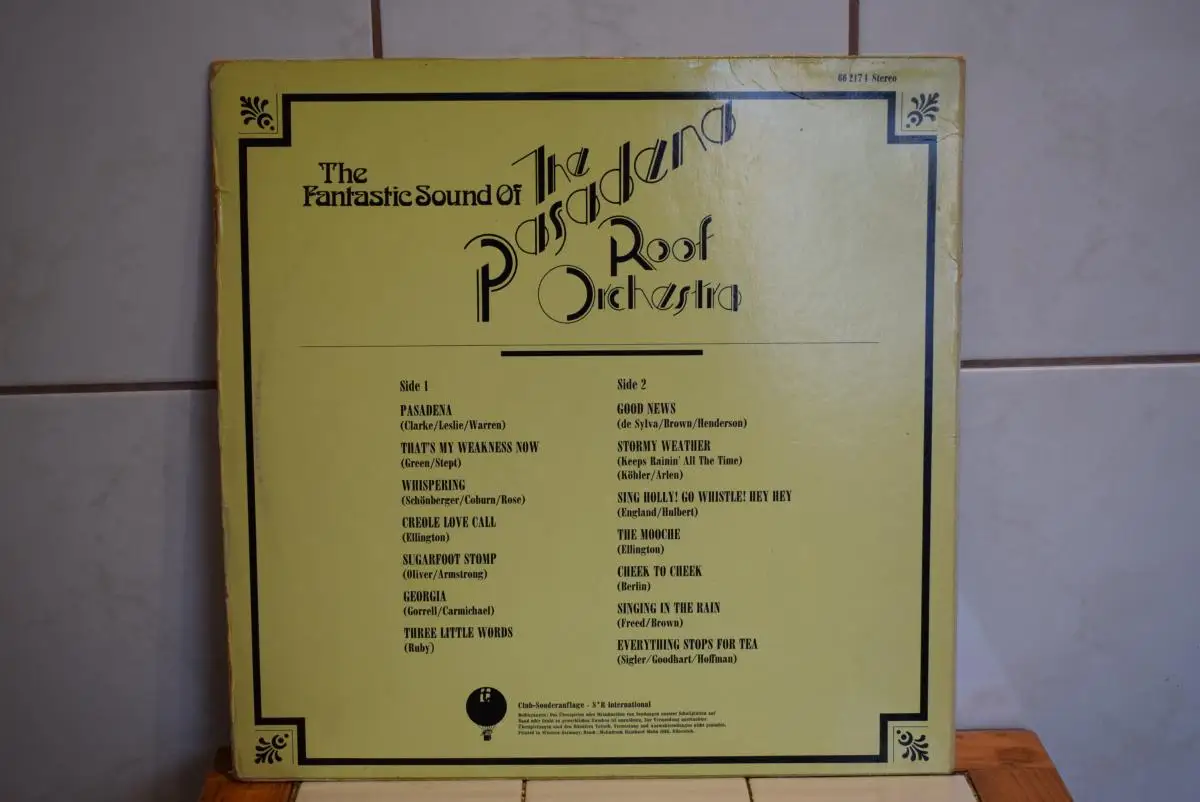 66 217 1 Stereo
The
Fantastic Sound Of
The
Pasadena
Roof
Orchestra
Side 1
PASADENA
(Clarke/Leslie/Warren)
THAT'S MY WEAKNESS NOW
(Green/Stept)
WHISPERING
(Schönberger/Coburn/Rose)
CREOLE LOVE CALL
(Ellington)
SUGARFOOT STOMP
(Oliver/Armstrong)
GEORGIA
(Gorrell/Carmichael)
THREE LITTLE WORDS
(Ruby)
Side 2
GOOD NEWS
(de Sylva/Brown/Henderson)
STORMY WEATHER
(Keeps Rainin' All The Time)
(Köhler/Arlen)
SING HOLLY! GO WHISTLE! HEY HEY
(England/Hulbert)
THE MOOCHE
(Ellington)
CHEEK TO CHEEK
(Berlin)
SINGING IN THE RAIN
(Freed/Brown)
EVERYTHING STOPS FOR TEA
(Sigler/Goodhart/Hoffman)
Club-Sonderauflage - S*R International